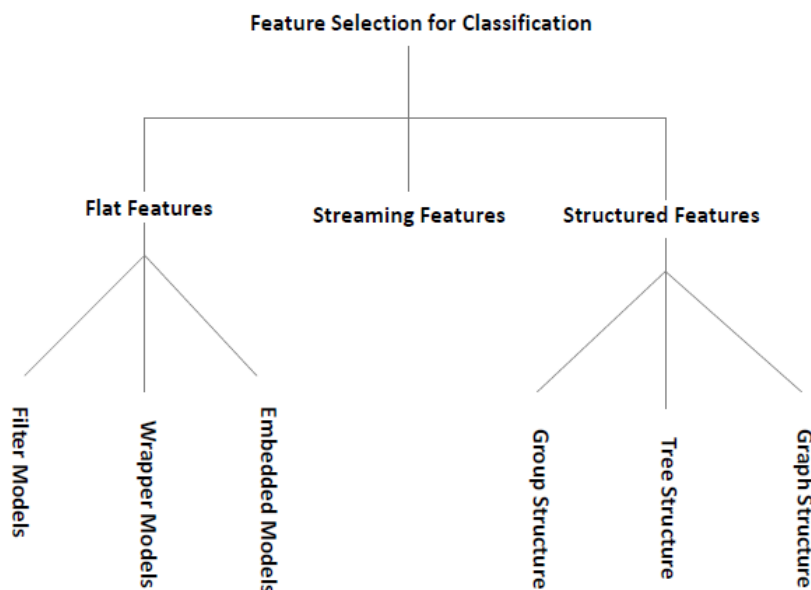 Feature Selection for Classification
Flat Features
Streaming Features
Structured Features
Filter Models
Wrapper Models
Embedded Models
Group Structure
Tree Structure
Graph Structure